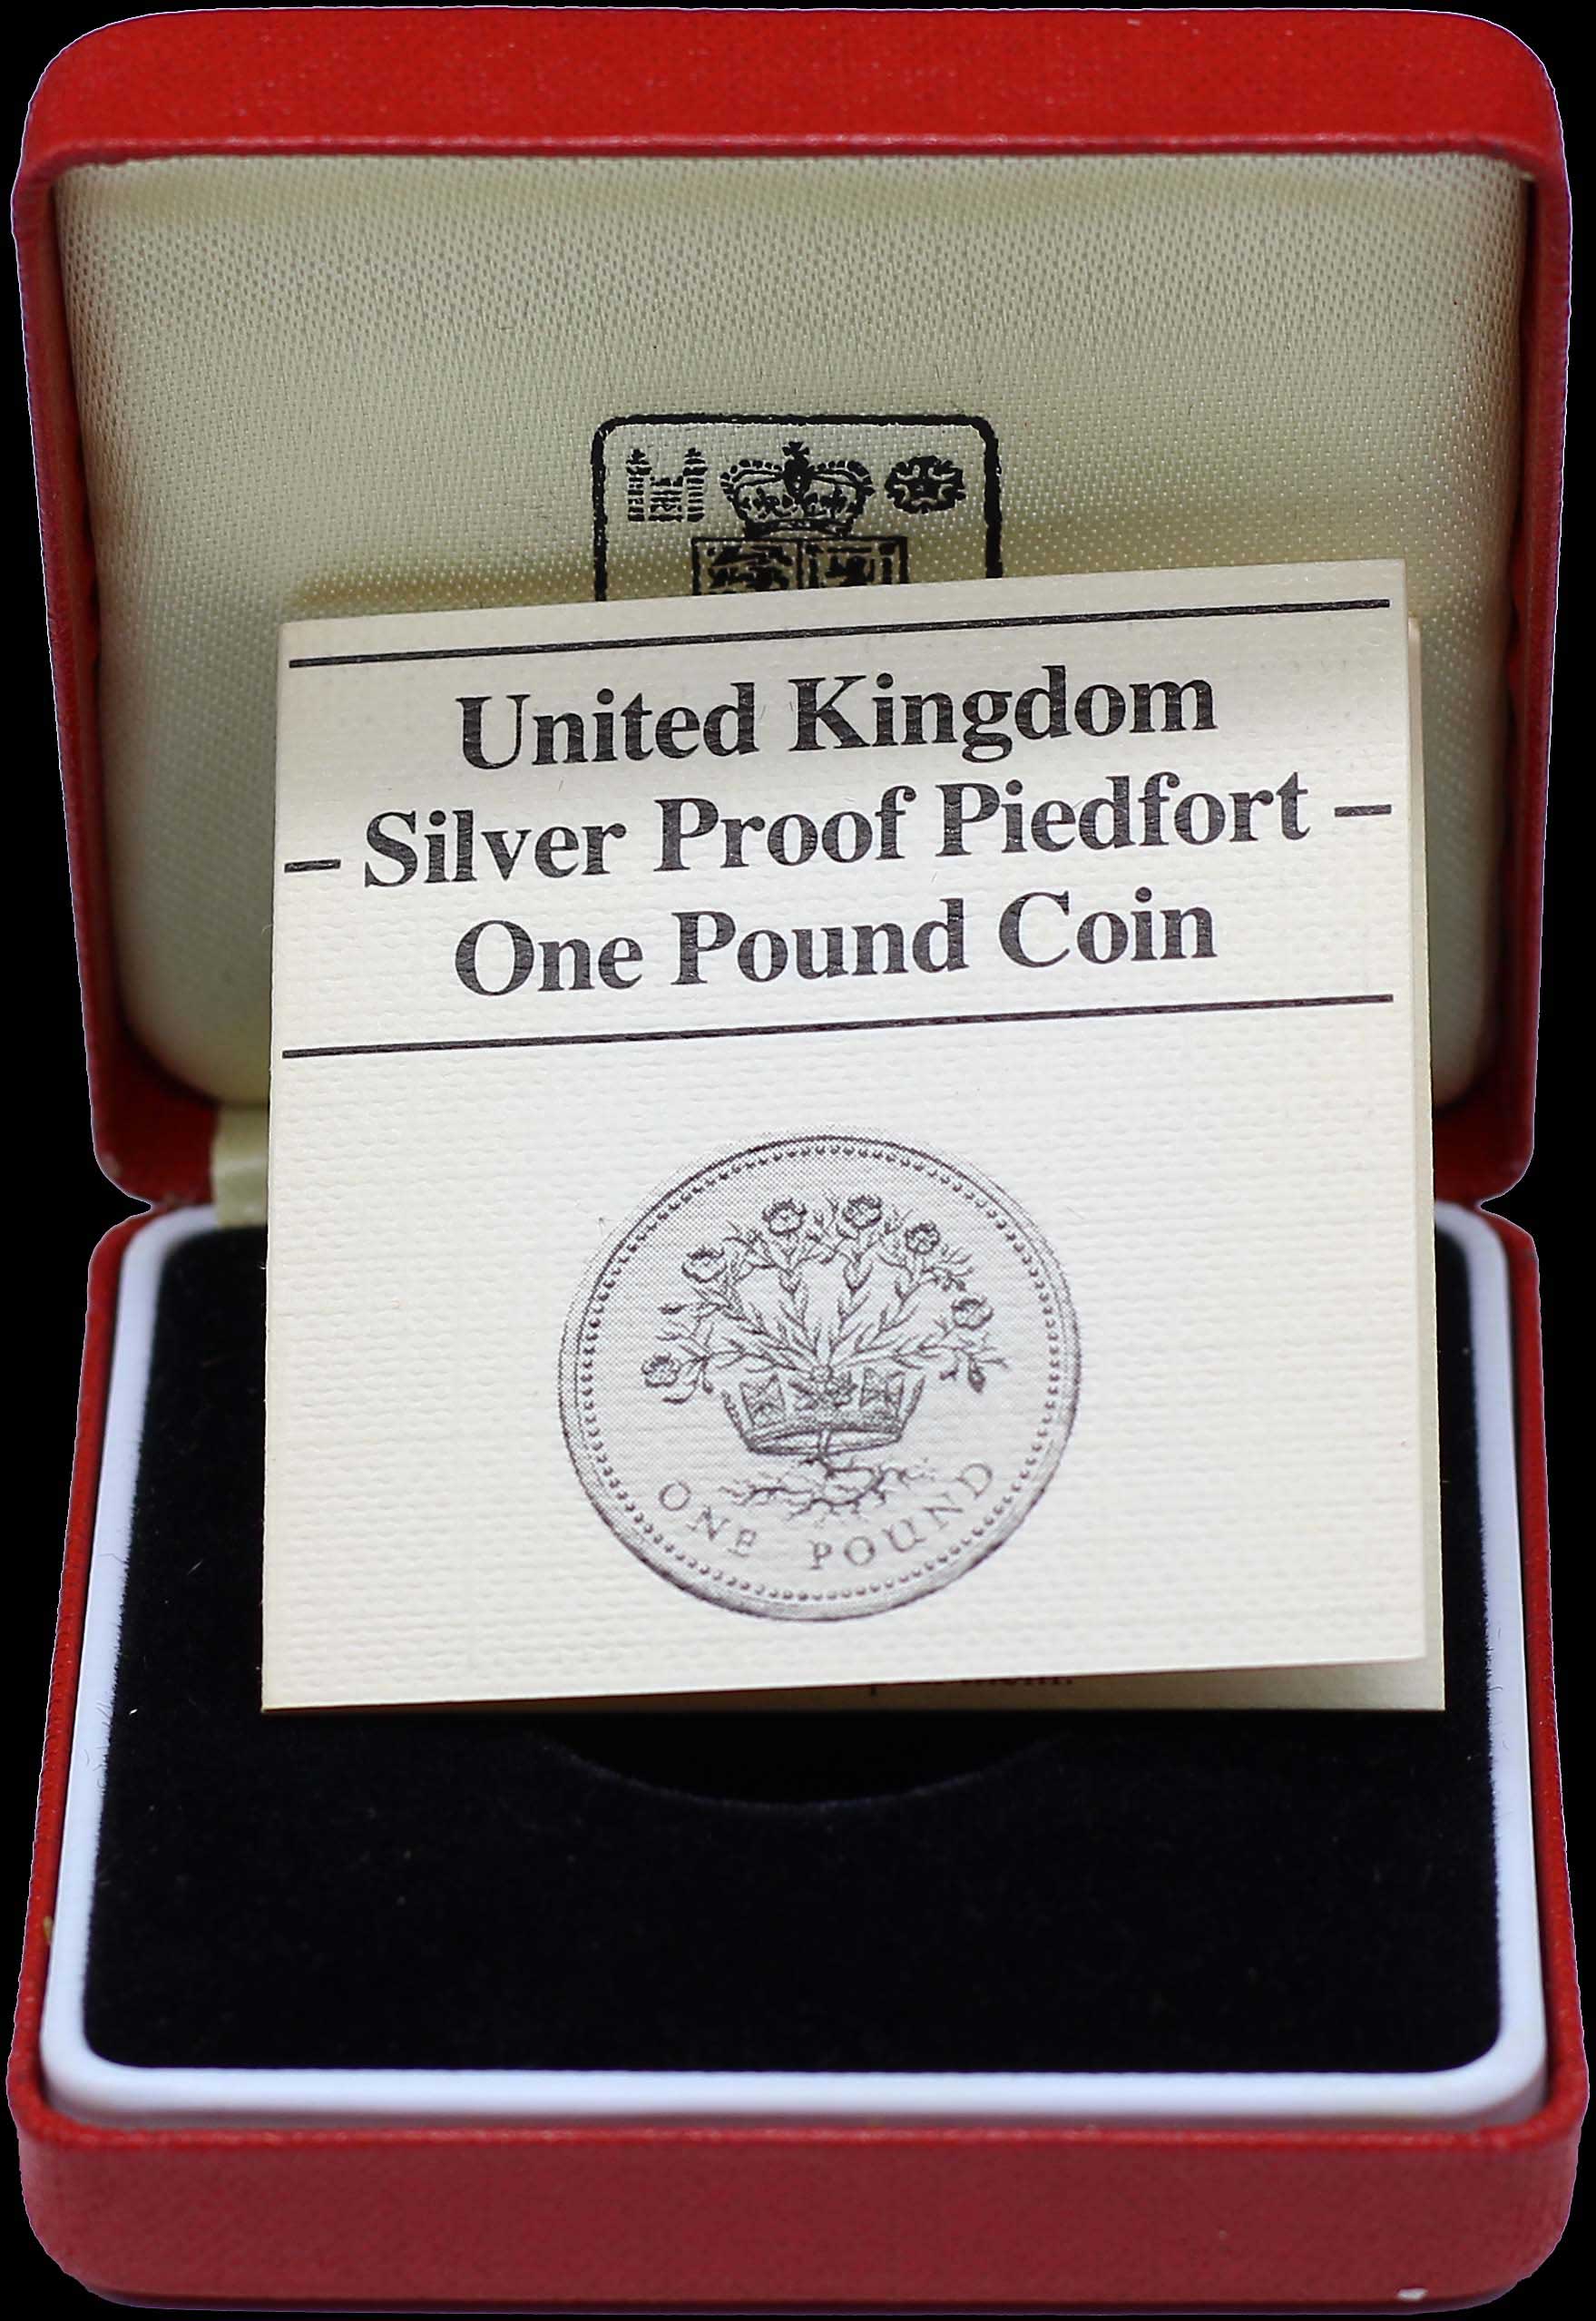 United Kingdom
– Silver Proof Piedfort –
One Pound Coin
ONE POUND